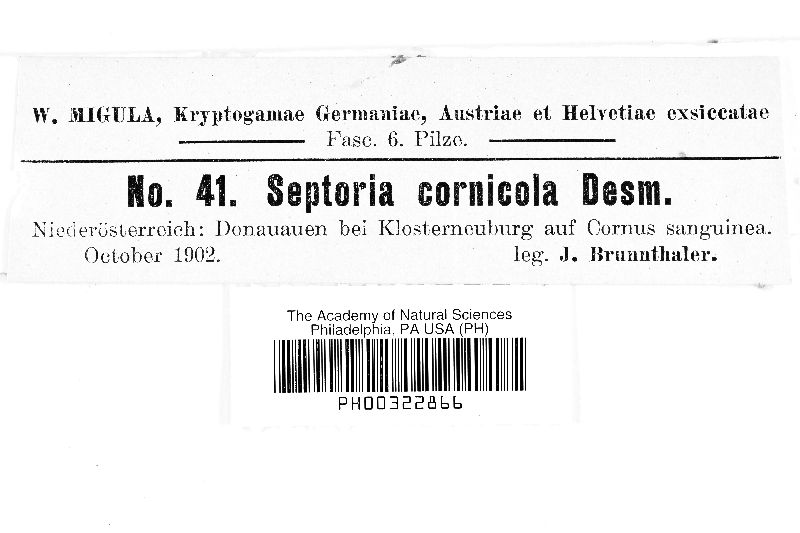 W. MIGULA, Kryptogamae Germaniae, Austriae et Helvetiae exsiccatae
Fasc. 6. Pilze.
No. 41. Septoria cornicola Desm.
Niederösterreich: Donauauen bei Klosterneuburg auf Cornus sanguinea.
October 1902. leg. J. Brunnthaler.
The Academy of Natural Sciences
Philadelphia, PA USA (PH)
PH00322866